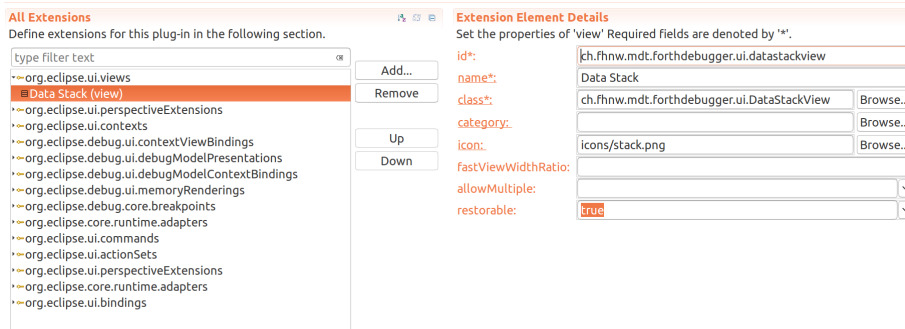 All Extensions
Define extensions for this plug-in in the following section.
type filter text
org.eclipse.ui.views
Data Stack (view)
org.eclipse.ui.perspectiveExtensions
org.eclipse.ui.contexts
org.eclipse.debug.ui.contextViewBindings
org.eclipse.debug.ui.debugModelPresentations
org.eclipse.debug.ui.debugModelContextBindings
org.eclipse.debug.ui.memoryRenderings
org.eclipse.debug.core.breakpoints
org.eclipse.core.runtime.adapters
org.eclipse.ui.commands
org.eclipse.ui.actionSets
org.eclipse.ui.perspectiveExtensions
org.eclipse.core.runtime.adapters
org.eclipse.ui.bindings
Add...
Remove
Up
Down
Extension Element Details
Set the properties of 'view' Required fields are denoted by '*'.
id*: ch.fhnw.mdt.forthdebugger.ui.datastackview
name*: Data Stack
class*: ch.fhnw.mdt.forthdebugger.ui.DataStackView Browse..
category: Browse..
icon: icons/stack.png Browse..
fastViewWidthRatio:
allowMultiple:
restorable: true